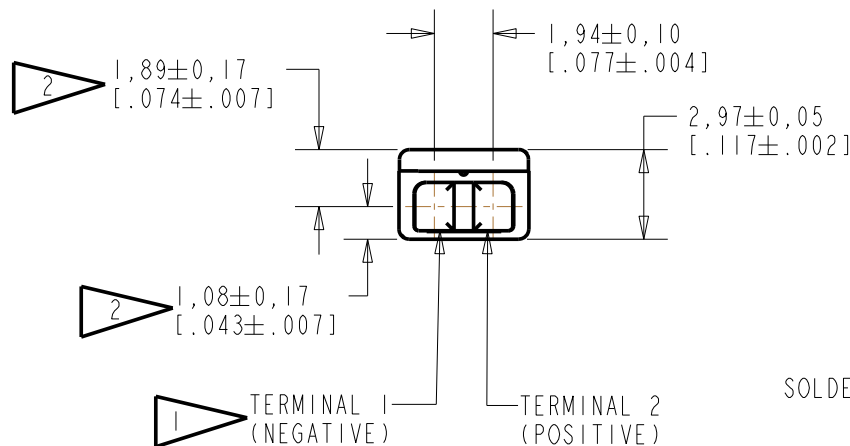 1,94±0,10
[.077±.004]
2
1,89±0,17
[.074±.007]
2,97±0,05
[.117±.002]
2
1,08±0,17
[.043±.007]
1
TERMINAL 1
(NEGATIVE)
TERMINAL 2
(POSITIVE)
SOLDE